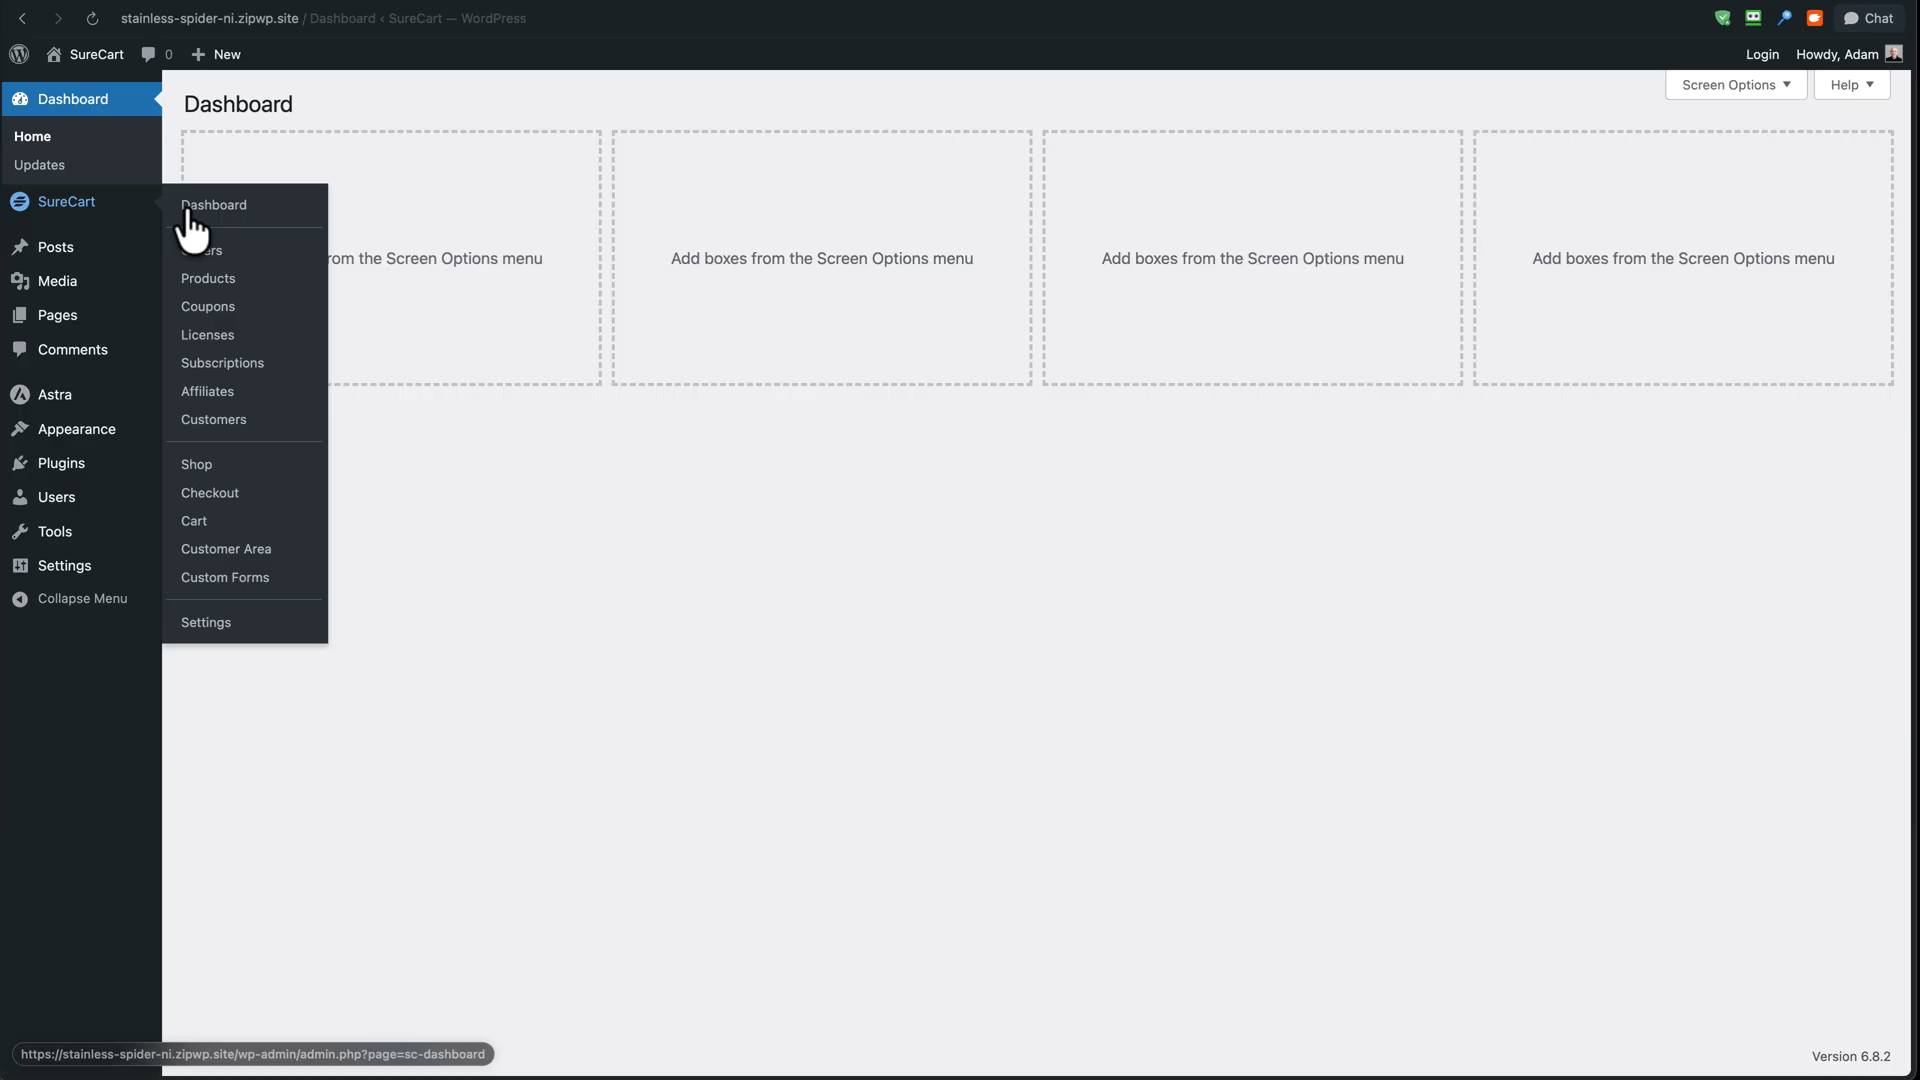 stainless-spider-ni.zipwp.site / Dashboard ‹ SureCart — WordPress
Chat
SureCart
0
New
Login
Howdy, Adam
Dashboard
Home
Updates
SureCart
Posts
Media
Pages
Comments
Astra
Appearance
Plugins
Users
Tools
Settings
Collapse Menu
Dashboard
Products
Coupons
Licenses
Subscriptions
Affiliates
Customers
Shop
Checkout
Cart
Customer Area
Custom Forms
Settings
Dashboard
Screen Options
Help
from the Screen Options menu
Add boxes from the Screen Options menu
Add boxes from the Screen Options menu
Add boxes from the Screen Options menu
https://stainless-spider-ni.zipwp.site/wp-admin/admin.php?page=sc-dashboard
Version 6.8.2